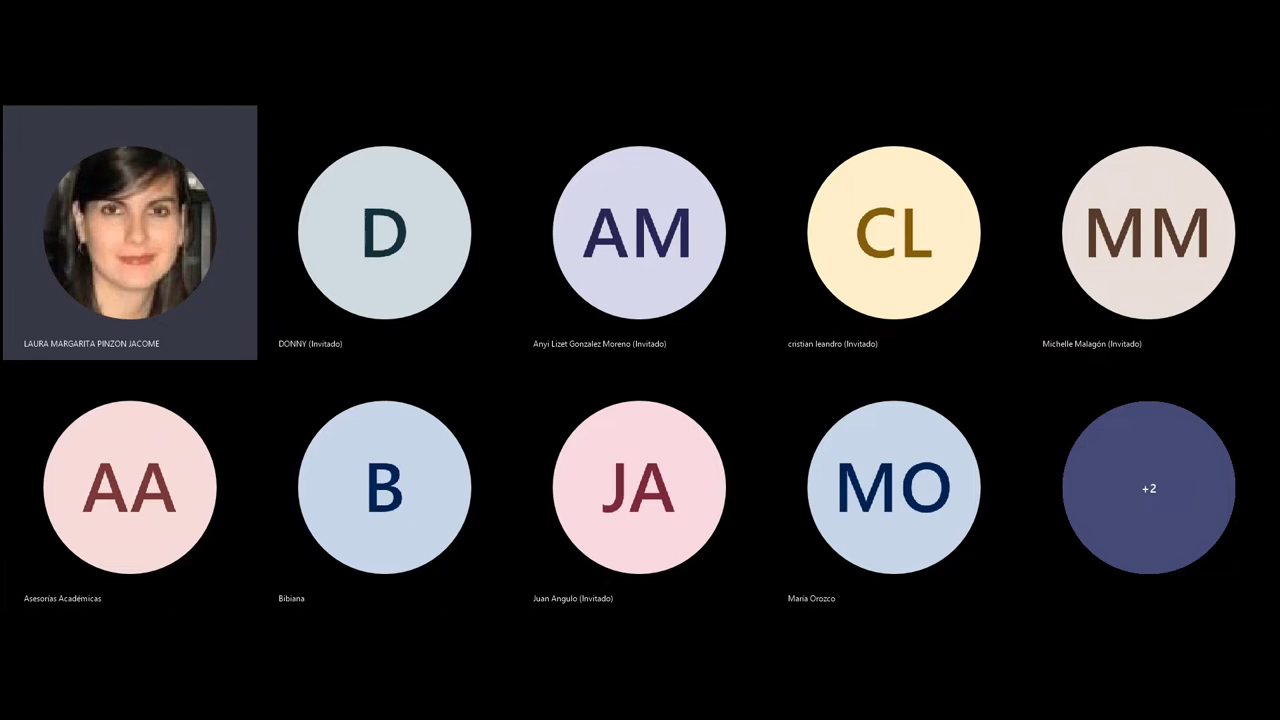 D
AM
CL
MM
LAURA MARGARITA PINZON JACOME
DONNY (Invitado)
Anyi Lizet Gonzalez Moreno (Invitado)
cristian leandro (Invitado)
Michelle Malagón (Invitado)
AA
B
JA
MO
+2
Asesorías Académicas
Bibiana
Juan Angulo (Invitado)
María Orozco